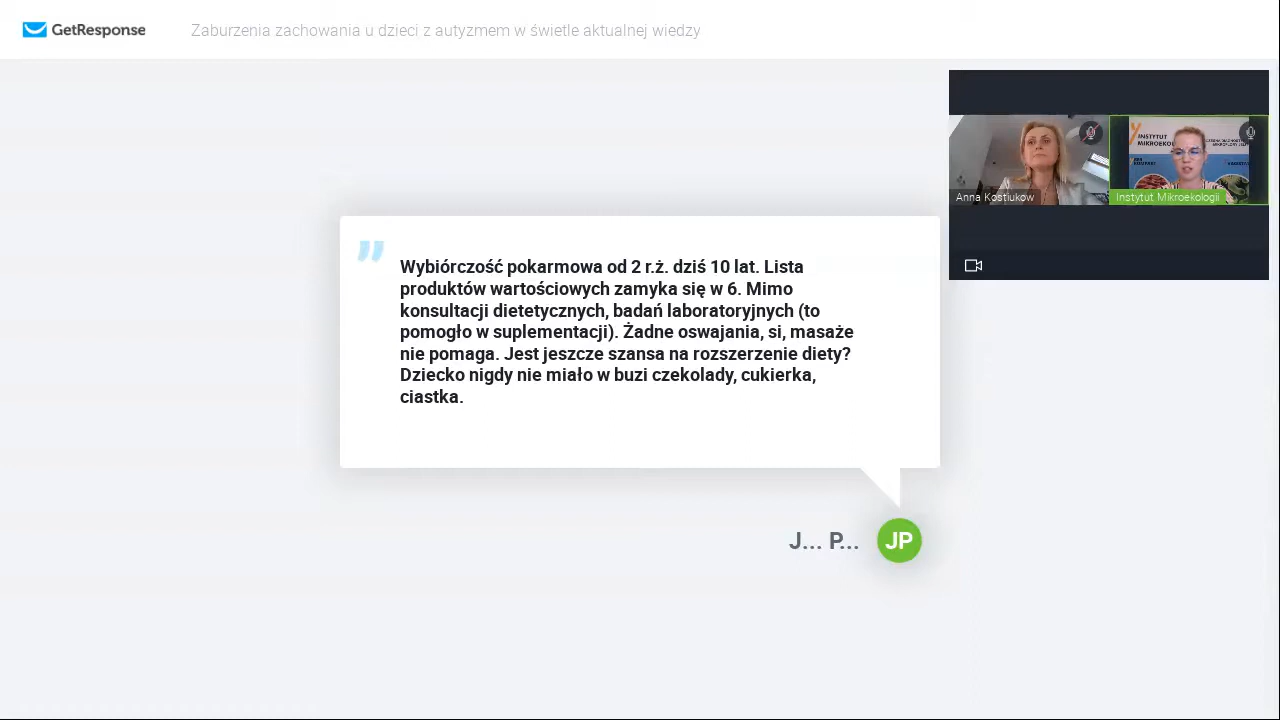 GetResponse
Zaburzenia zachowania u dzieci z autyzmem w świetle aktualnej wiedzy
INSTYTUT
INSTYTUT
Anna Kostiukow
Instytut Mikroekologii
Wybiórczość pokarmowa od 2 r.ż. dziś 10 lat. Lista
produktów wartościowych zamyka się w 6. Mimo
konsultacji dietetycznych, badań laboratoryjnych (to
pomogło w suplementacji). Żadne oswajania, si, masaże
nie pomaga. Jest jeszcze szansa na rozszerzenie diety?
Dziecko nigdy nie miało w buzi czekolady, cukierka,
ciastka.
J... P...
JP